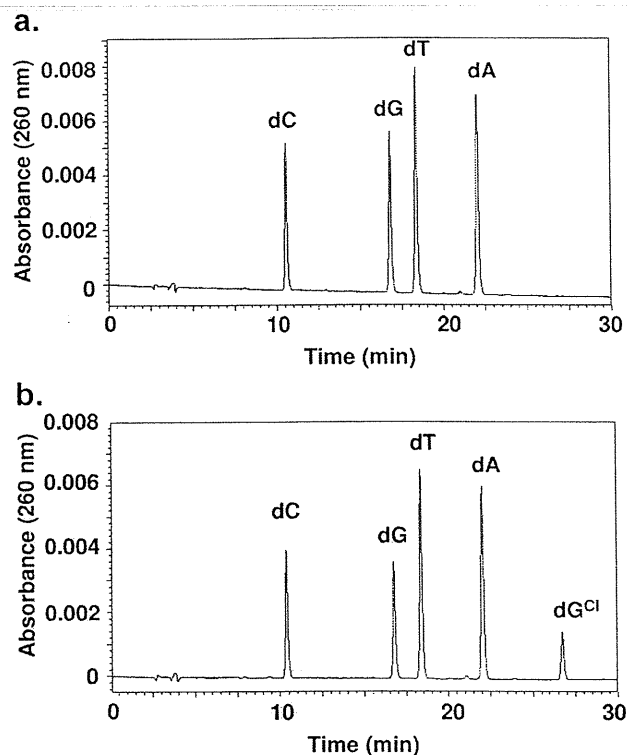 a.
Absorbance (260 nm)
0.008
0.006
0.004
0.002
0
dC
dG
dT
dA
0
10
20
30
Time (min)
b.
Absorbance (260 nm)
0.008
0.006
0.004
0.002
0
dC
dG
dT
dA
dGCl
0
10
20
30
Time (min)